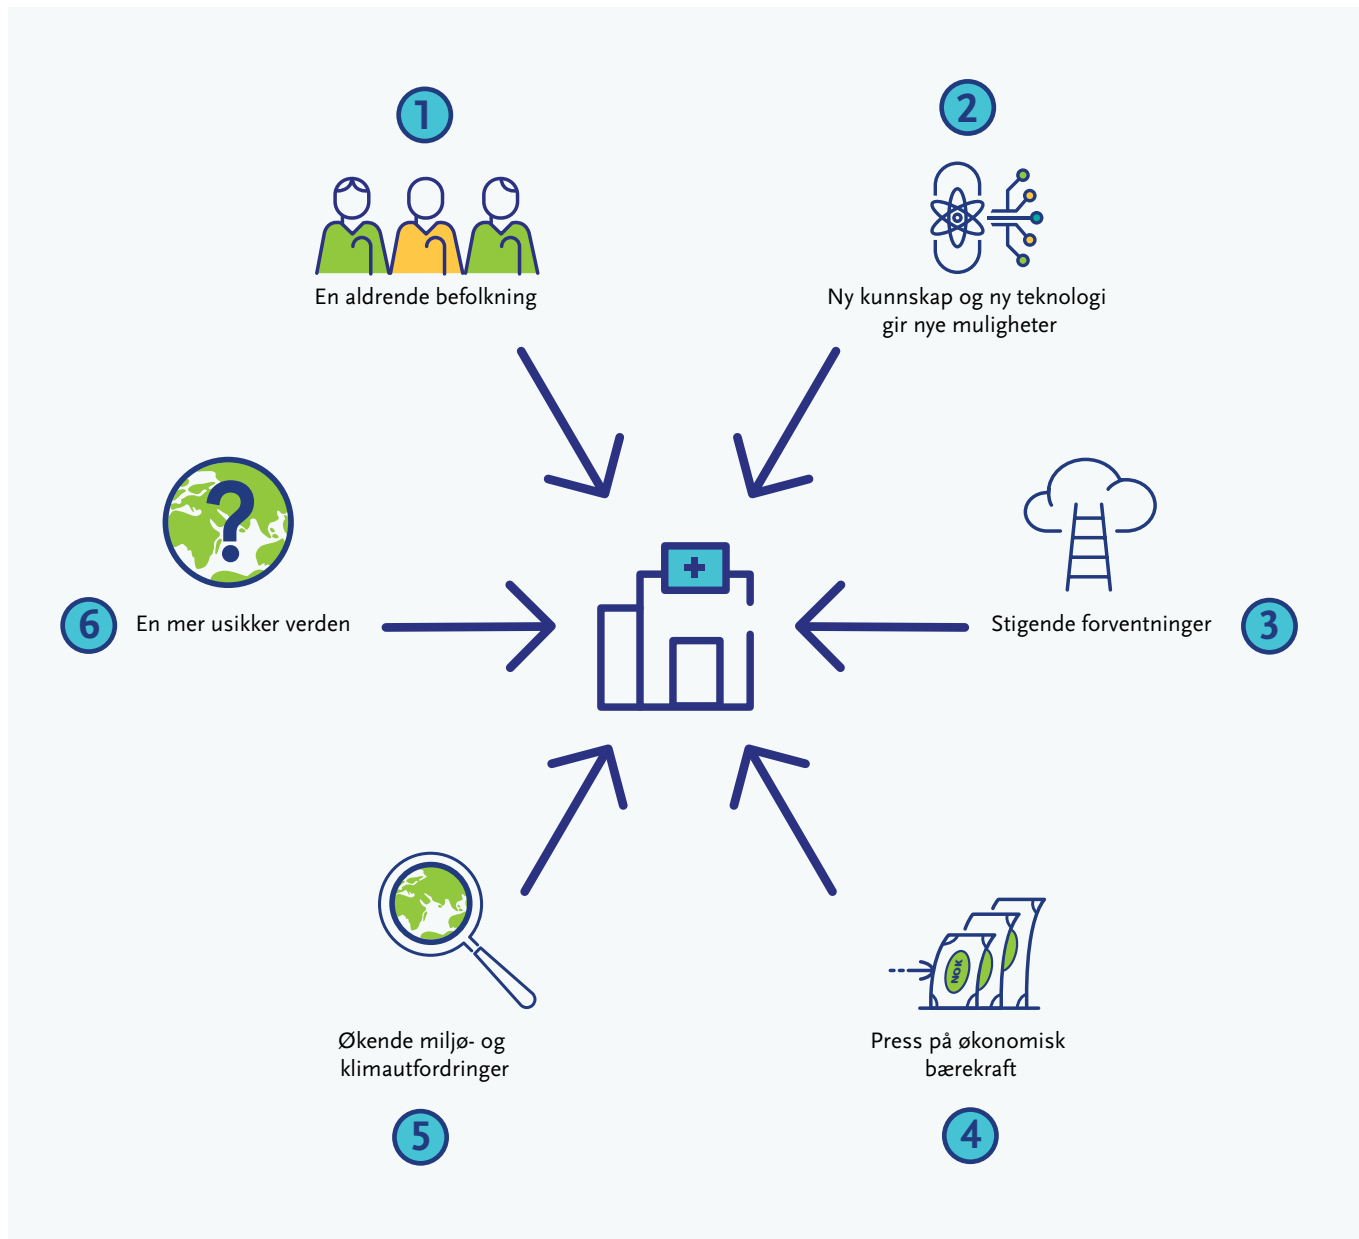 1
En aldrende befolkning
2
Ny kunnskap og ny teknologi
gir nye muligheter
3
Stigende forventninger
4
Press på økonomisk
bærekraft
NOK
5
Økende miljø- og
klimautfordringer
6
En mer usikker verden
?